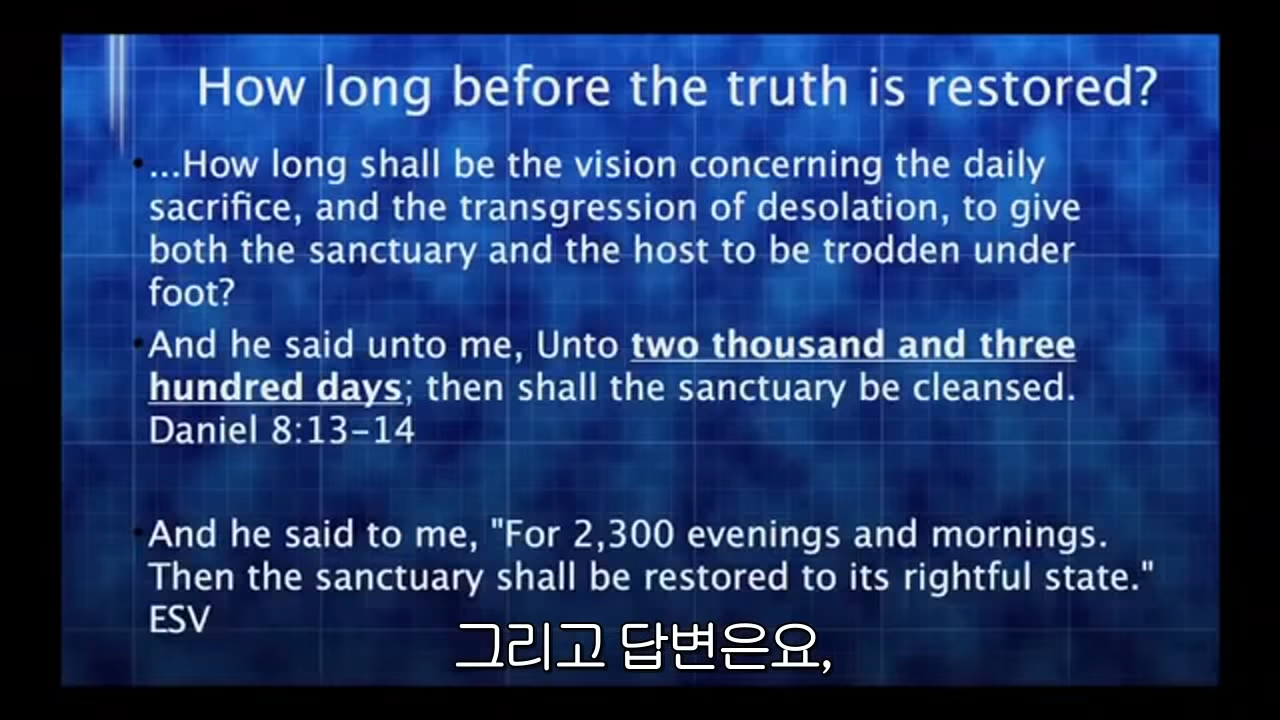 How long before the truth is restored?
• ...How long shall be the vision concerning the daily
sacrifice, and the transgression of desolation, to give
both the sanctuary and the host to be trodden under
foot?
• And he said unto me, Unto two thousand and three
hundred days; then shall the sanctuary be cleansed.
Daniel 8:13-14
• And he said to me, "For 2,300 evenings and mornings.
Then the sanctuary shall be restored to its rightful state."
ESV
그리고 답변은요,